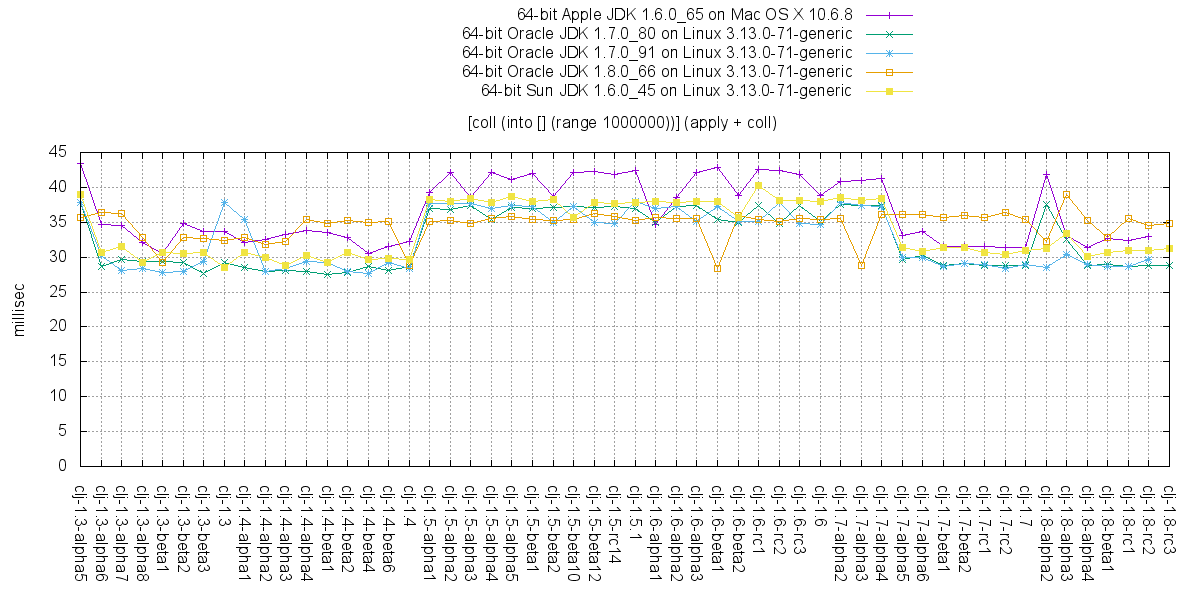 64-bit Apple JDK 1.6.0_65 on Mac OS X 10.6.8
64-bit Oracle JDK 1.7.0_80 on Linux 3.13.0-71-generic
64-bit Oracle JDK 1.7.0_91 on Linux 3.13.0-71-generic
64-bit Oracle JDK 1.8.0_66 on Linux 3.13.0-71-generic
64-bit Sun JDK 1.6.0_45 on Linux 3.13.0-71-generic
[coll (into [] (range 1000000))] (apply + coll)
millisec
45
40
35
30
25
20
15
10
5
0
clj-1.3-alpha5
clj-1.3-alpha6
clj-1.3-alpha7
clj-1.3-alpha8
clj-1.3-beta1
clj-1.3-beta2
clj-1.3-beta3
clj-1.3
clj-1.4-alpha1
clj-1.4-alpha2
clj-1.4-alpha3
clj-1.4-alpha4
clj-1.4-beta1
clj-1.4-beta2
clj-1.4-beta4
clj-1.4-beta6
clj-1.4
clj-1.5-alpha1
clj-1.5-alpha2
clj-1.5-alpha3
clj-1.5-alpha4
clj-1.5-alpha5
clj-1.5-beta1
clj-1.5-beta2
clj-1.5-beta10
clj-1.5-beta12
clj-1.5-rc14
clj-1.5.1
clj-1.6-alpha1
clj-1.6-alpha2
clj-1.6-alpha3
clj-1.6-beta1
clj-1.6-beta2
clj-1.6-rc1
clj-1.6-rc2
clj-1.6-rc3
clj-1.6
clj-1.7-alpha2
clj-1.7-alpha3
clj-1.7-alpha4
clj-1.7-alpha5
clj-1.7-alpha6
clj-1.7-beta1
clj-1.7-beta2
clj-1.7-rc1
clj-1.7-rc2
clj-1.7
clj-1.8-alpha2
clj-1.8-alpha3
clj-1.8-alpha4
clj-1.8-beta1
clj-1.8-rc1
clj-1.8-rc2
clj-1.8-rc3